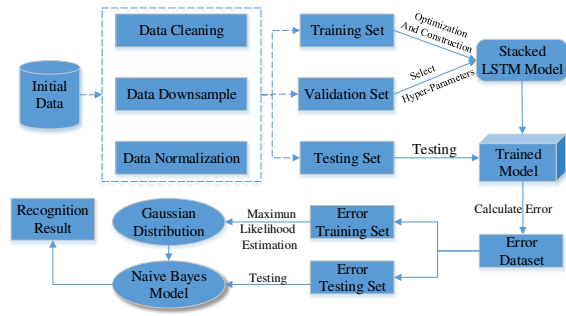 Initial
Data
Data Cleaning
Data Downsample
Data Normalization
Training Set
Validation Set
Testing Set
Optimization
And Construction
Select
Hyper-Parameters
Testing
Stacked
LSTM Model
Trained
Model
Calculate Error
Error
Dataset
Error
Training Set
Error
Testing Set
Maximun
Likelihood
Estimation
Testing
Gaussian
Distribution
Naive Bayes
Model
Recognition
Result